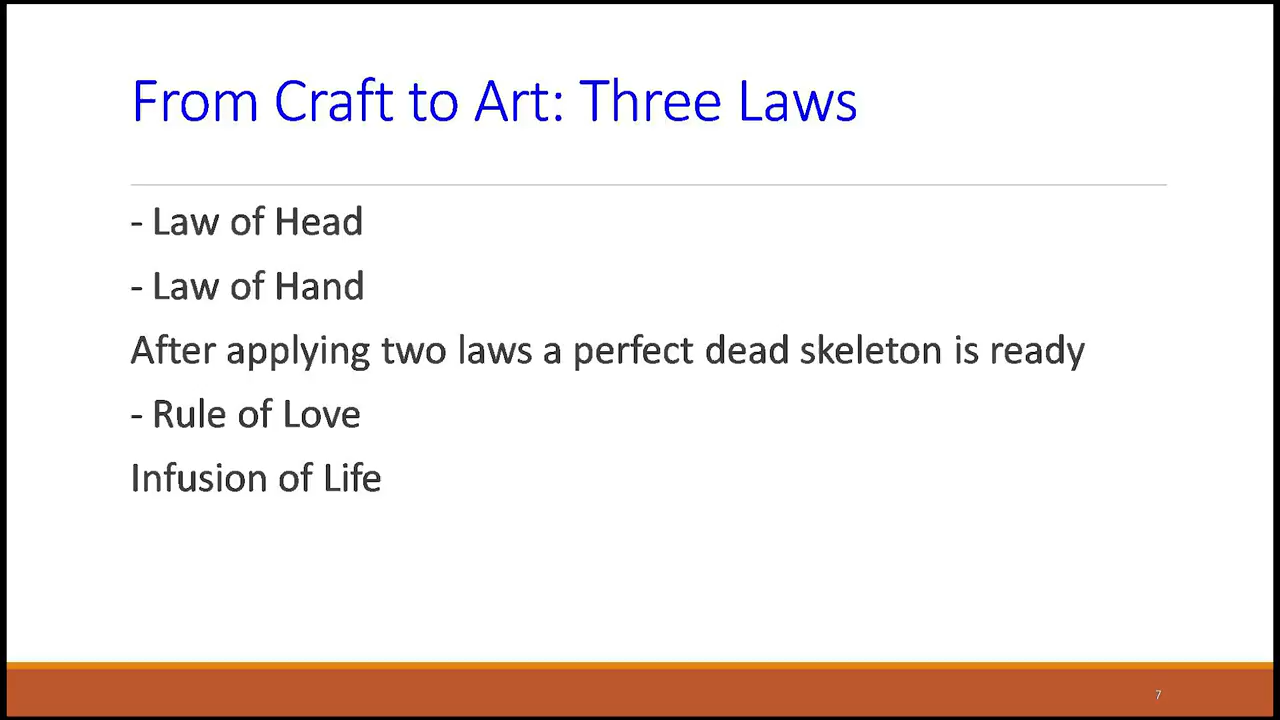 From Craft to Art: Three Laws
- Law of Head
- Law of Hand
After applying two laws a perfect dead skeleton is ready
- Rule of Love
Infusion of Life
7